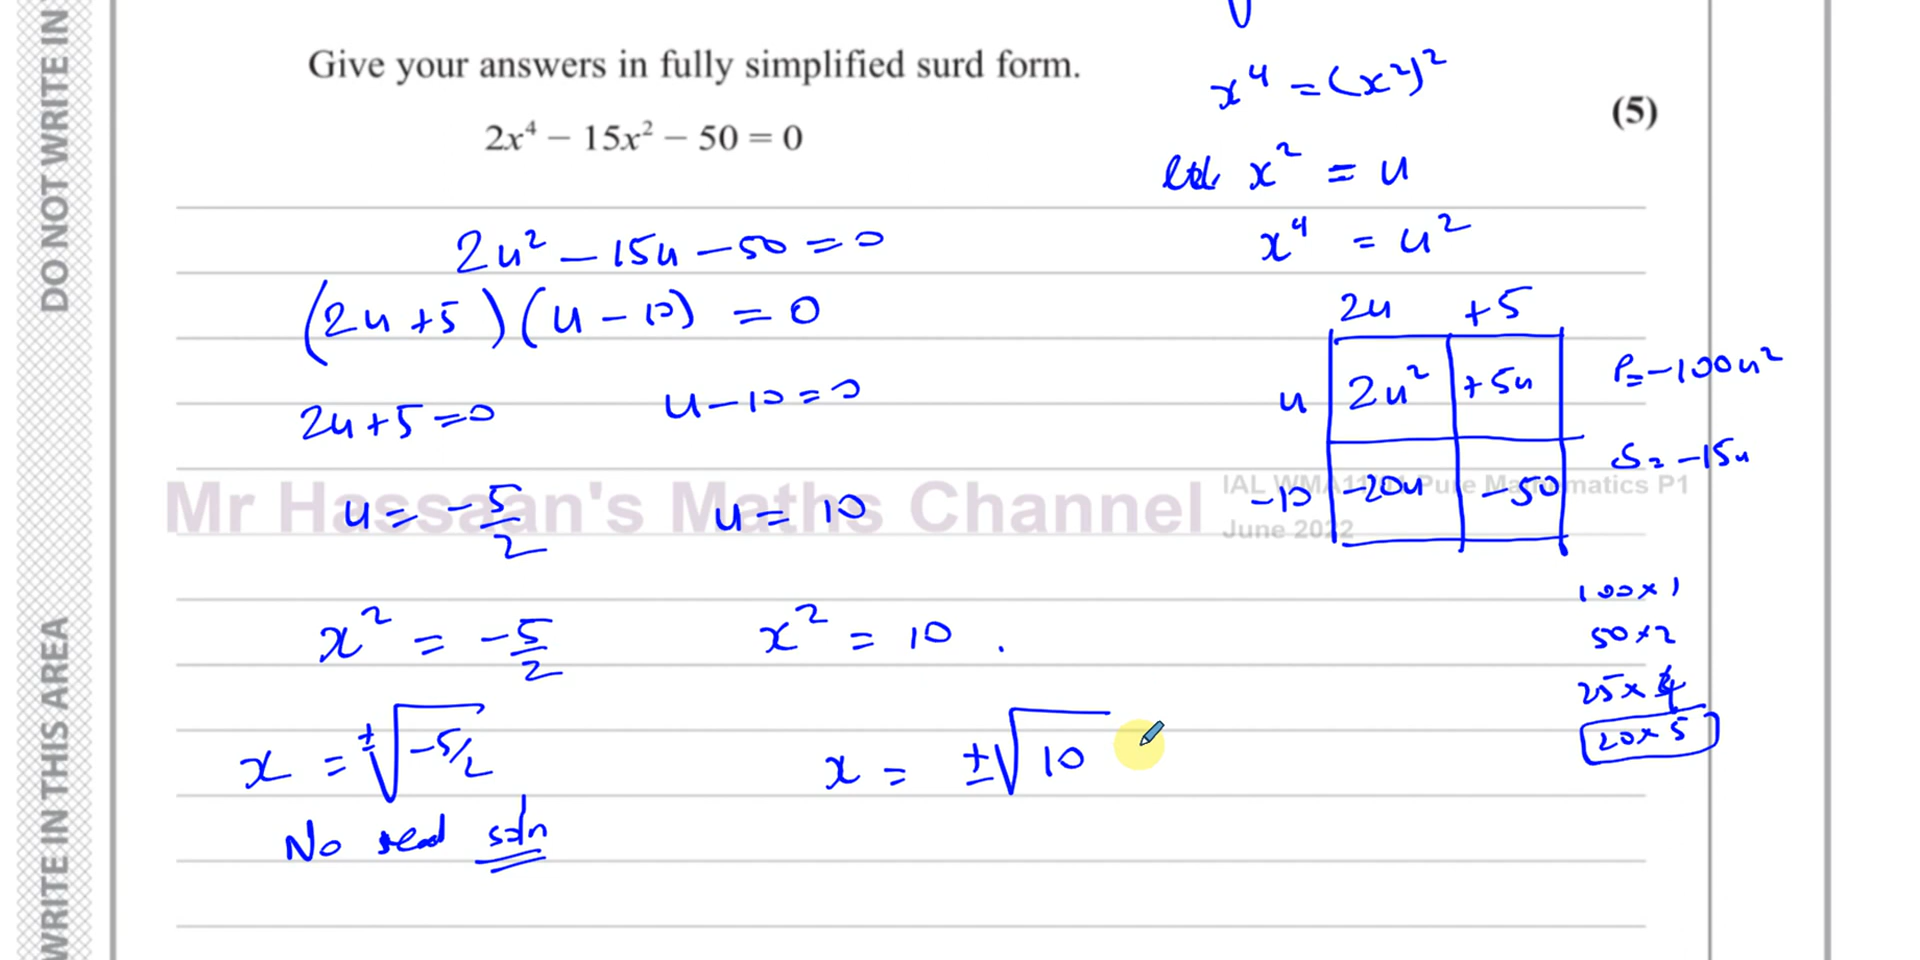 DO NOT WRITE IN
WRITE IN THIS AREA
Give your answers in fully simplified surd form.
(5)
2x⁴ − 15x² − 50 = 0
x⁴ = (x²)²
x² = u
x⁴ = u²
2u² − 15u − 50 = 0
(2u + 5)(u − 10) = 0
2u + 5 = 0
u − 10 = 0
u = −5/2
u = 10
x² = −5/2
x² = 10.
x = ±√−5/2
x = ±√10
No real soln
2u +5
u 2u² +5u
−10 −20u −50
P = −100u²
S = −15u
100 × 1
50 × 2
25 × 4
20 × 5
Mr Hassaan's Maths Channel
IAL WMA11/01 Pure Mathematics P1
June 2022